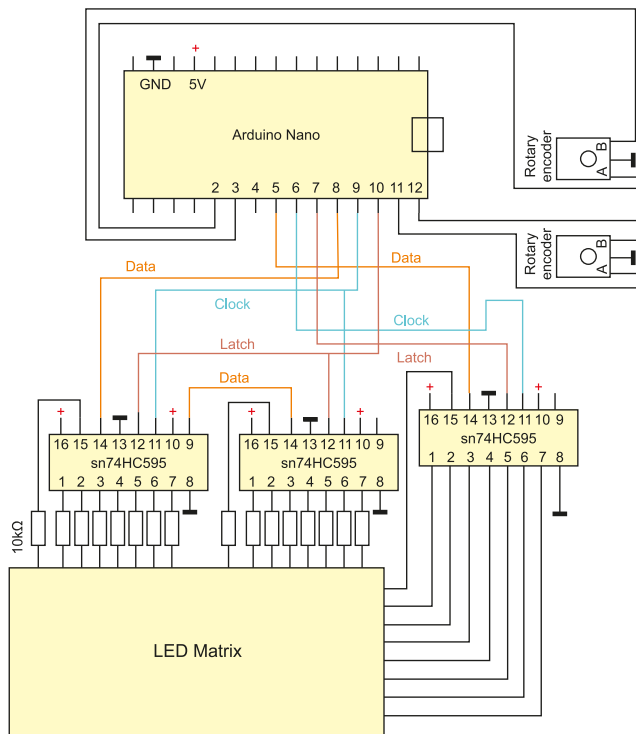 +
GND 5V
Arduino Nano
2 3 4 5 6 7 8 9 10 11 12
Rotary
encoder
B
A
Rotary
encoder
B
A
Data
Data
Clock
Clock
Latch
Latch
Data
+ +
16 15 14 13 12 11 10 9
sn74HC595
1 2 3 4 5 6 7 8
+ +
16 15 14 13 12 11 10 9
sn74HC595
1 2 3 4 5 6 7 8
+ +
16 15 14 13 12 11 10 9
sn74HC595
1 2 3 4 5 6 7 8
10kΩ
LED Matrix